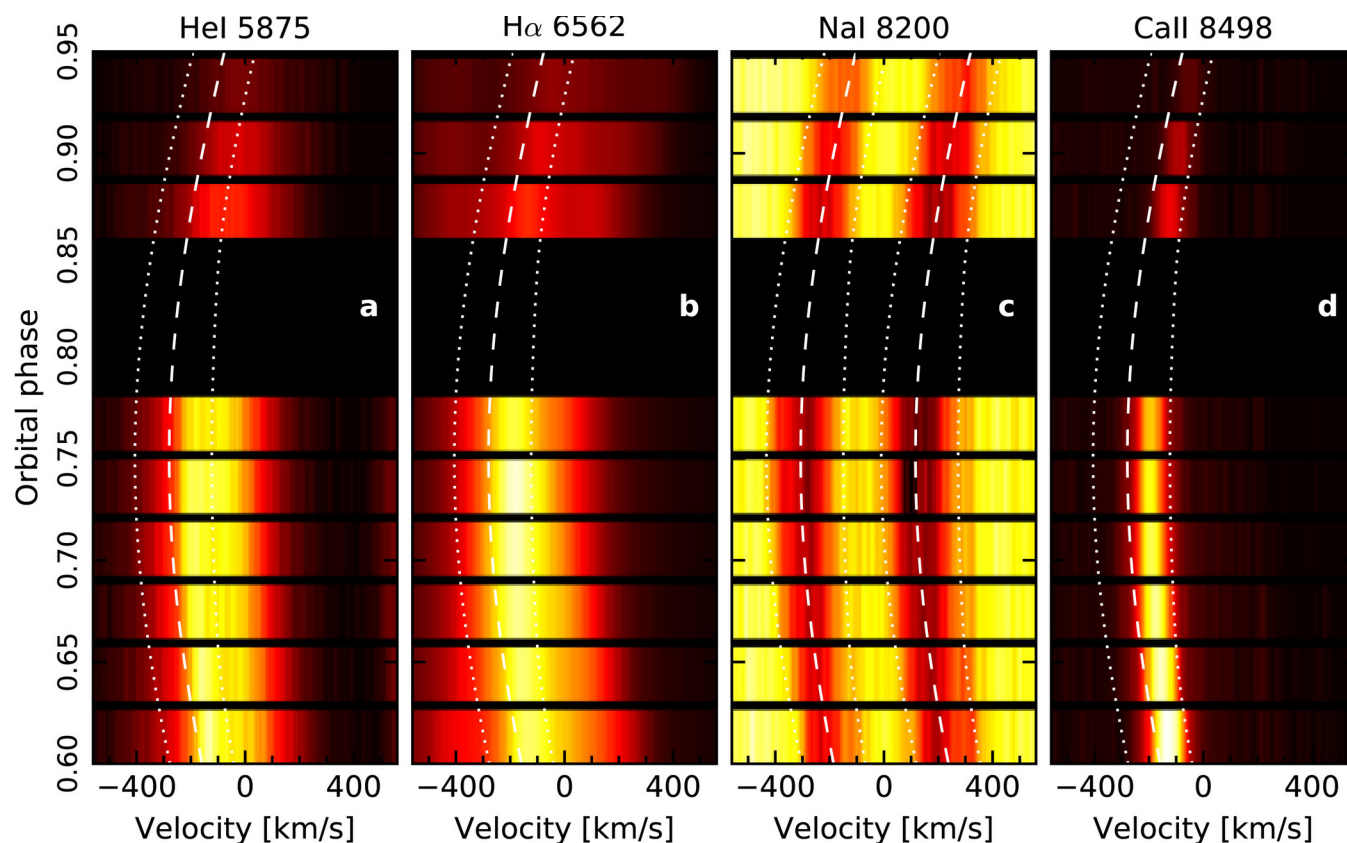 HeI 5875
Hα 6562
NaI 8200
CaII 8498
Orbital phase
0.95
0.90
0.85
0.80
0.75
0.70
0.65
0.60
a
b
c
d
−400 0 400
−400 0 400
−400 0 400
−400 0 400
Velocity [km/s]
Velocity [km/s]
Velocity [km/s]
Velocity [km/s]